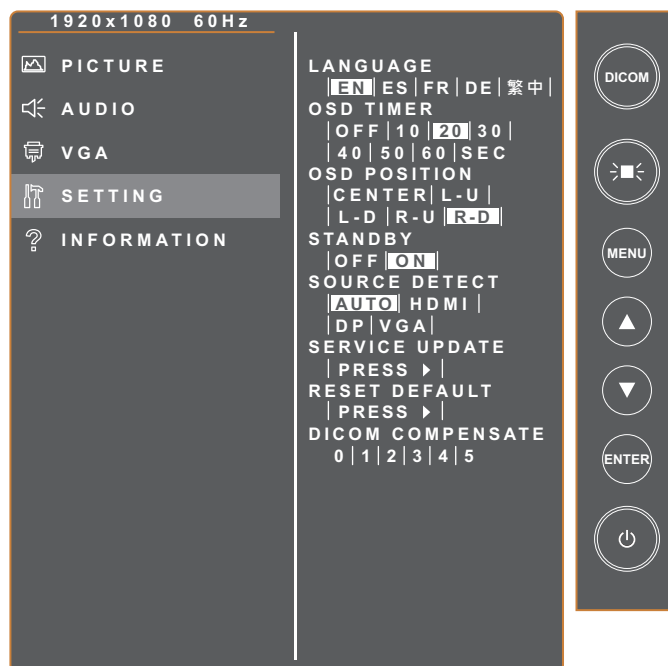 1920x1080 60Hz
PICTURE
AUDIO
VGA
SETTING
INFORMATION
LANGUAGE
EN|ES|FR|DE|繁中|
OSD TIMER
|OFF|10|20|30|
|40|50|60|SEC
OSD POSITION
|CENTER|L-U|
|L-D|R-U|R-D|
STANDBY
|OFF|ON|
SOURCE DETECT
|AUTO|HDMI|
|DP|VGA|
SERVICE UPDATE
|PRESS ▶|
RESET DEFAULT
|PRESS ▶|
DICOM COMPENSATE
0|1|2|3|4|5
DICOM
MENU
ENTER